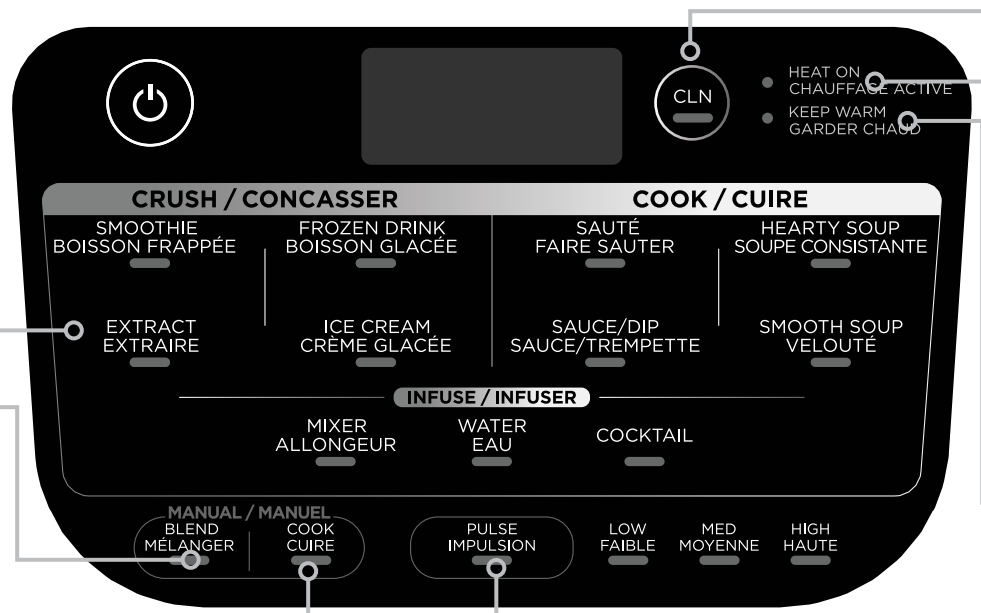 CLN
HEAT ON
CHAUFFAGE ACTIVE
KEEP WARM
GARDER CHAUD
CRUSH / CONCASSER
COOK / CUIRE
SMOOTHIE
BOISSON FRAPPÉE
FROZEN DRINK
BOISSON GLACÉE
SAUTÉ
FAIRE SAUTER
HEARTY SOUP
SOUPE CONSISTANTE
EXTRACT
EXTRAIRE
ICE CREAM
CRÈME GLACÉE
SAUCE/DIP
SAUCE/TREMPETTE
SMOOTH SOUP
VELOUTÉ
INFUSE / INFUSER
MIXER
ALLONGEUR
WATER
EAU
COCKTAIL
MANUAL / MANUEL
BLEND
MÉLANGER
COOK
CUIRE
PULSE
IMPULSION
LOW
FAIBLE
MED
MOYENNE
HIGH
HAUTE